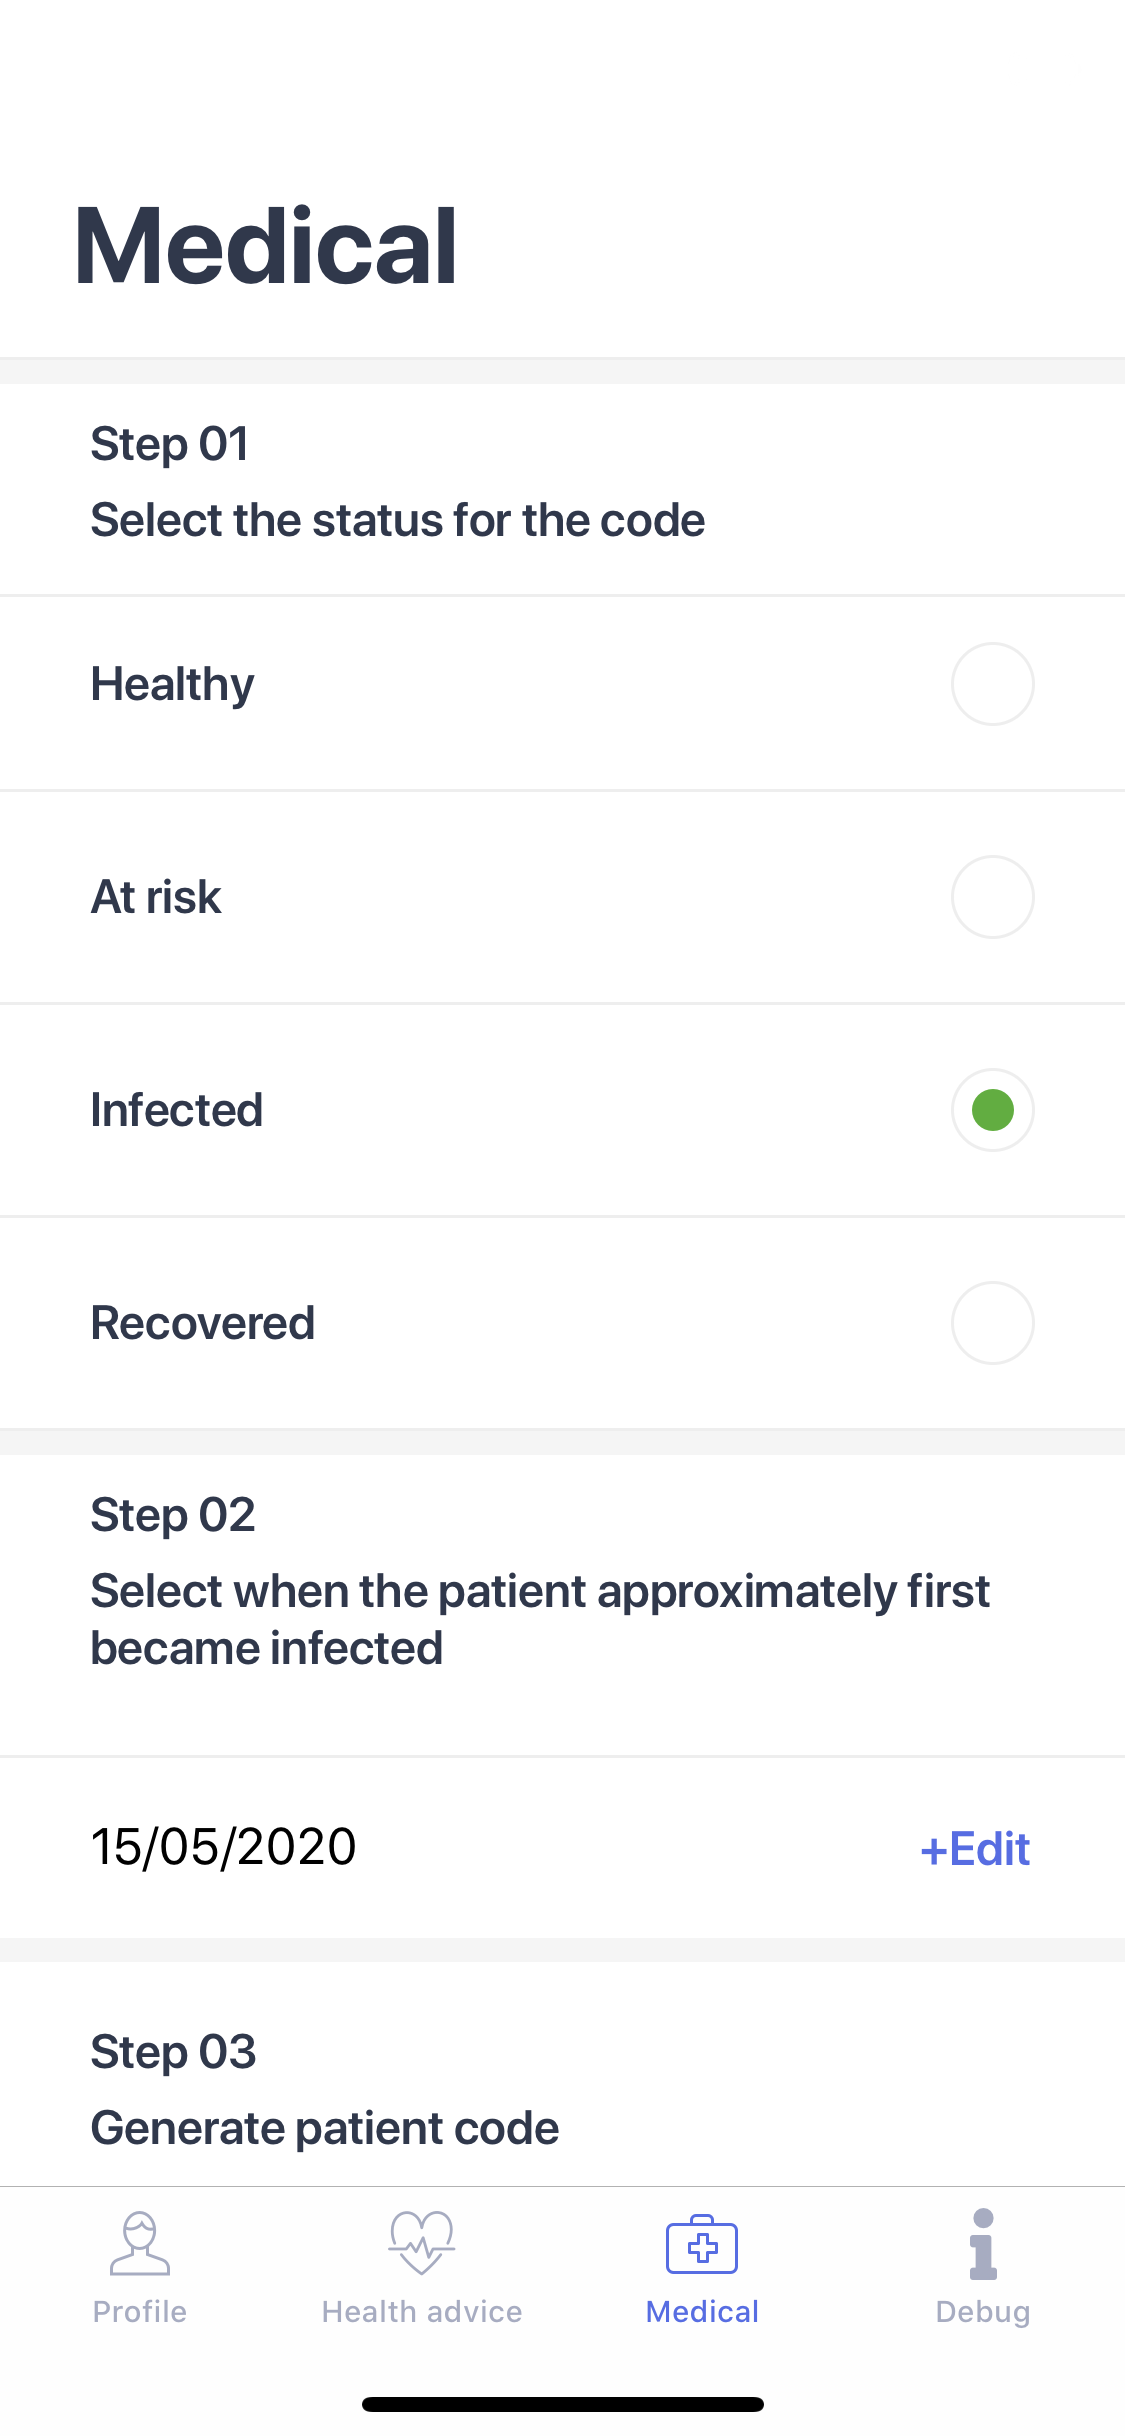 Medical
Step 01
Select the status for the code
Healthy
At risk
Infected
Recovered
Step 02
Select when the patient approximately first
became infected
15/05/2020
+Edit
Step 03
Generate patient code
Profile
Health advice
Medical
Debug